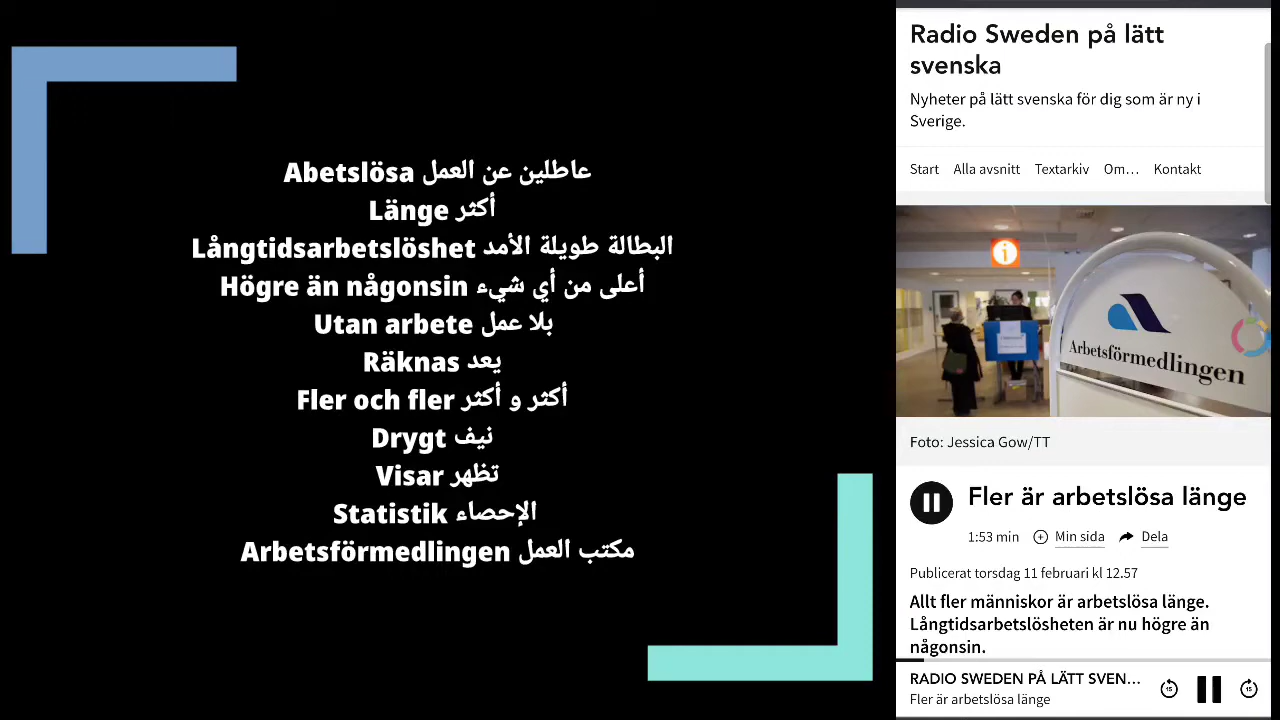 Abetslösa عاطلين عن العمل
Länge أكثر
Långtidsarbetslöshet البطالة طويلة الأمد
Högre än någonsin أعلى من أي شيء
Utan arbete بلا عمل
Räknas يعد
Fler och fler أكثر و أكثر
Drygt نيف
Visar تظهر
Statistik الإحصاء
Arbetsförmedlingen مكتب العمل
Radio Sweden på lätt
svenska
Nyheter på lätt svenska för dig som är ny i
Sverige.
Start Alla avsnitt Textarkiv Om... Kontakt
i
Arbetsförmedlingen
Foto: Jessica Gow/TT
Fler är arbetslösa länge
1:53 min Min sida Dela
Publicerat torsdag 11 februari kl 12.57
Allt fler människor är arbetslösa länge.
Långtidsarbetslösheten är nu högre än
någonsin.
RADIO SWEDEN PÅ LÄTT SVEN...
Fler är arbetslösa länge
15 15